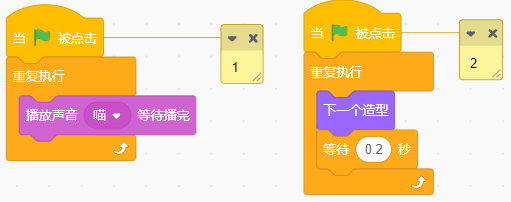 当 被点击
1
重复执行
播放声音 喵 等待播完
当 被点击
2
重复执行
下一个造型
等待 0.2 秒